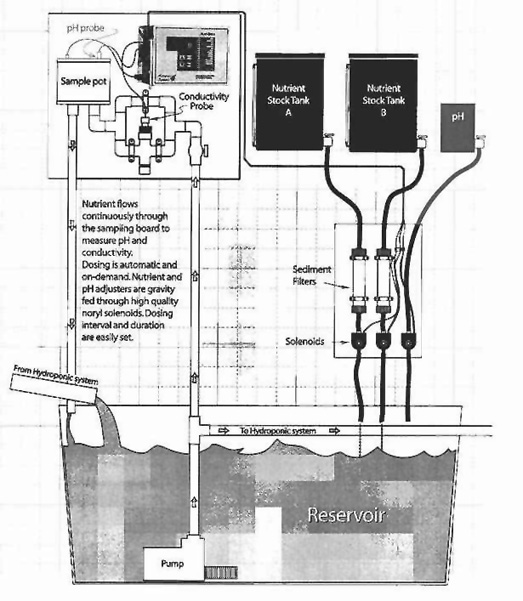 pH probe
Sample pot
Conductivity
Probe
Nutrient
Stock Tank
A
Nutrient
Stock Tank
B
pH
Nutrient flows
continuously through
the sampling board to
measure pH and
conductivity.
Dosing is automatic and
on-demand. Nutrient and
pH adjusters are gravity
fed through high quality
noryl solenoids. Dosing
interval and duration
are easily set.
Sediment
Filters
Solenoids
From Hydroponic system
To Hydroponic system
Reservoir
Pump